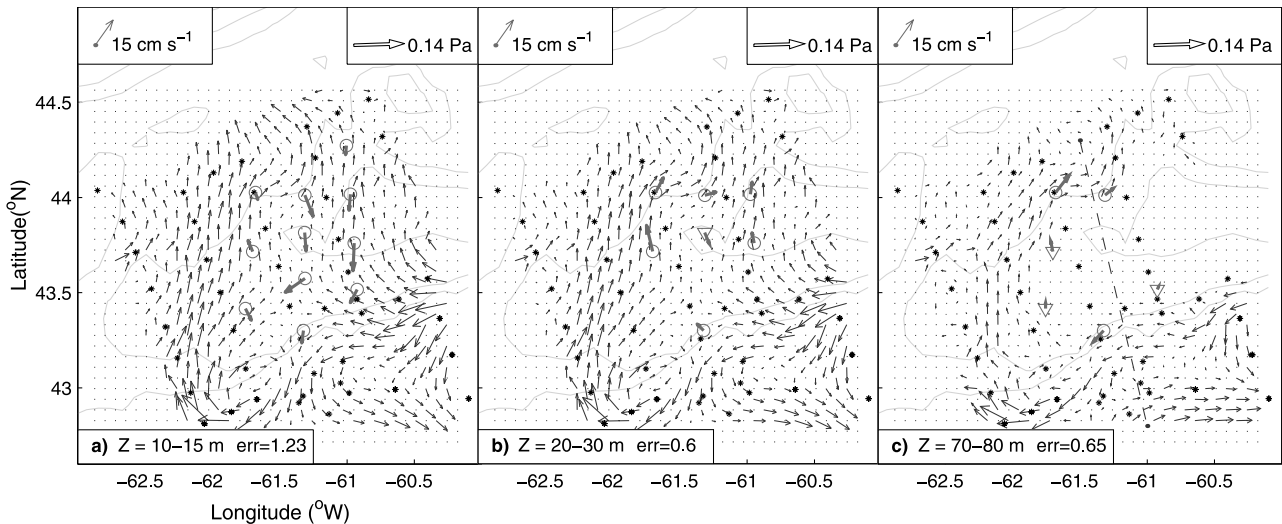 15 cm s⁻¹
0.14 Pa
15 cm s⁻¹
0.14 Pa
15 cm s⁻¹
0.14 Pa
44.5
44
43.5
43
Latitude(°N)
a) Z = 10–15 m err=1.23
b) Z = 20–30 m err=0.6
c) Z = 70–80 m err=0.65
−62.5 −62 −61.5 −61 −60.5
−62.5 −62 −61.5 −61 −60.5
−62.5 −62 −61.5 −61 −60.5
Longitude (°W)